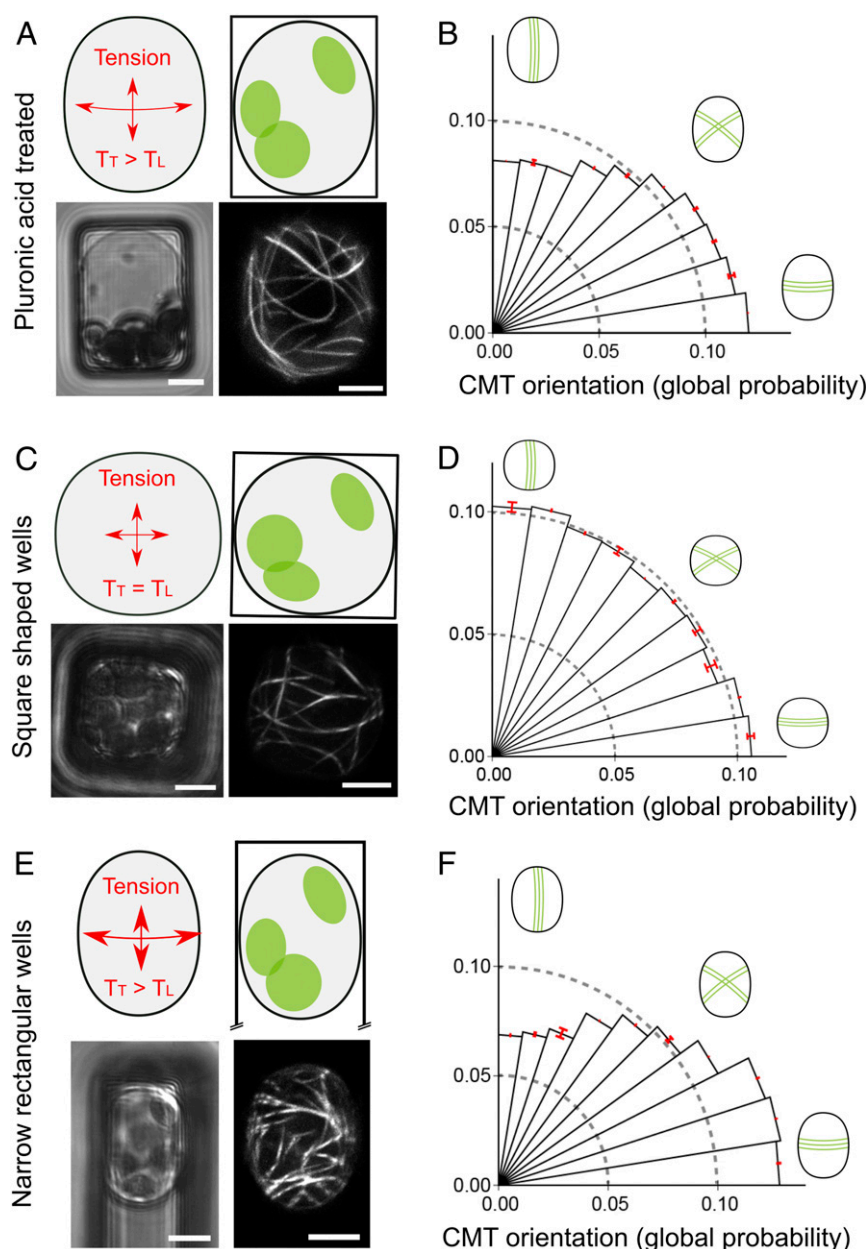 A
Tension
TT > TL
Pluronic acid treated
B
0.10
0.05
0.00
0.00
0.05
0.10
CMT orientation (global probability)
C
Tension
TT = TL
Square shaped wells
D
0.10
0.05
0.00
0.00
0.05
0.10
CMT orientation (global probability)
E
Tension
TT > TL
Narrow rectangular wells
F
0.10
0.05
0.00
0.00
0.05
0.10
CMT orientation (global probability)